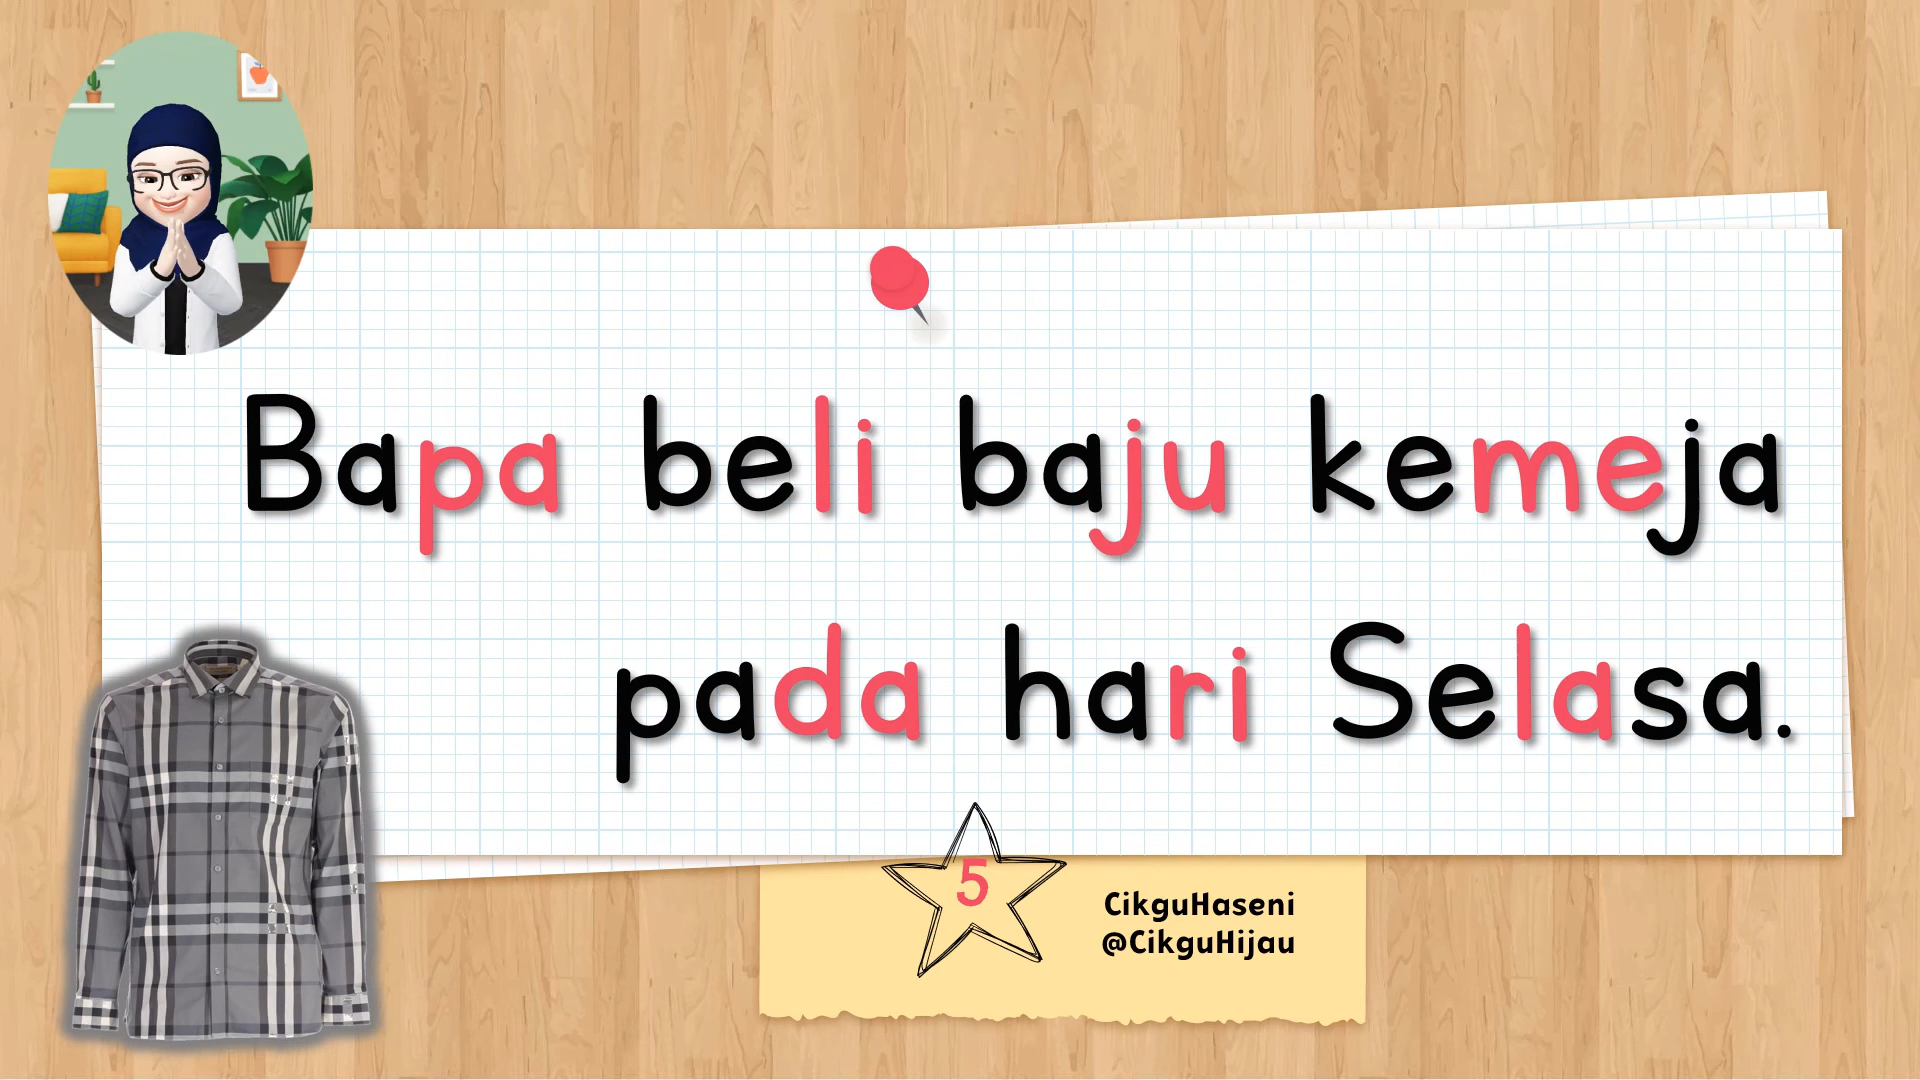 Bapa beli baju kemeja
pada hari Selasa.
5
CikguHaseni
@CikguHijau